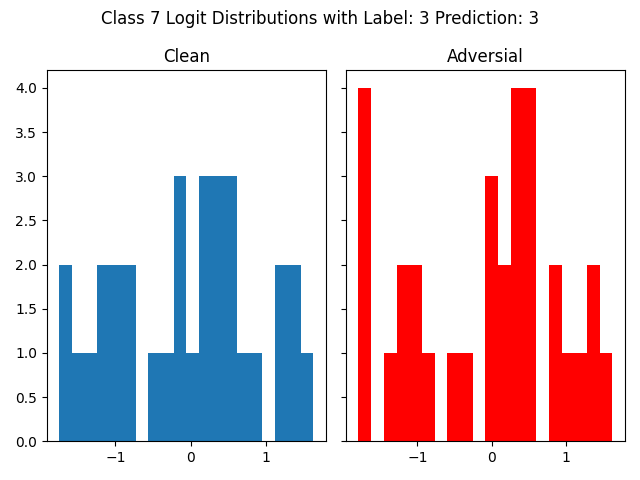 Class 7 Logit Distributions with Label: 3 Prediction: 3
Clean
Adversial
4.0
3.5
3.0
2.5
2.0
1.5
1.0
0.5
0.0
−1 0 1
−1 0 1